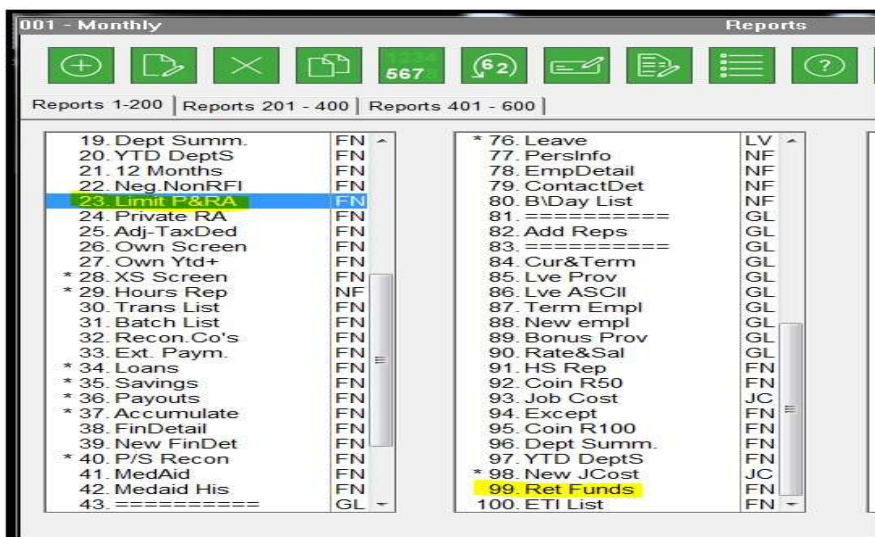 001 - Monthly Reports
567 (62) ?
Reports 1-200 Reports 201 - 400 Reports 401 - 600
19. Dept Summ. FN
20. YTD DeptS FN
21. 12 Months FN
22. Neg.NonRFI FN
23. Limit P&RA FN
24. Private RA FN
25. Adj-TaxDed FN
26. Own Screen FN
27. Own Ytd+ FN
* 28. XS Screen FN
* 29. Hours Rep NF
30. Trans List FN
31. Batch List FN
32. Recon.Co's FN
33. Ext. Paym. FN
* 34. Loans FN
* 35. Savings FN
* 36. Payouts FN
* 37. Accumulate FN
38. FinDetail FN
39. New FinDet FN
* 40. P/S Recon FN
41. MedAid FN
42. Medaid His FN
43. ========== GL
* 76. Leave LV
77. PersInfo NF
78. EmpDetail NF
79. ContactDet NF
80. B\Day List NF
81. ========== GL
82. Add Reps GL
83. ========== GL
84. Cur&Term GL
85. Lve Prov GL
86. Lve ASCII GL
87. Term Empl GL
88. New empl GL
89. Bonus Prov GL
90. Rate&Sal GL
91. HS Rep FN
92. Coin R50 FN
93. Job Cost JC
94. Except FN
95. Coin R100 FN
96. Dept Summ. FN
97. YTD DeptS FN
* 98. New JCost JC
99. Ret Funds FN
100. ETI List FN